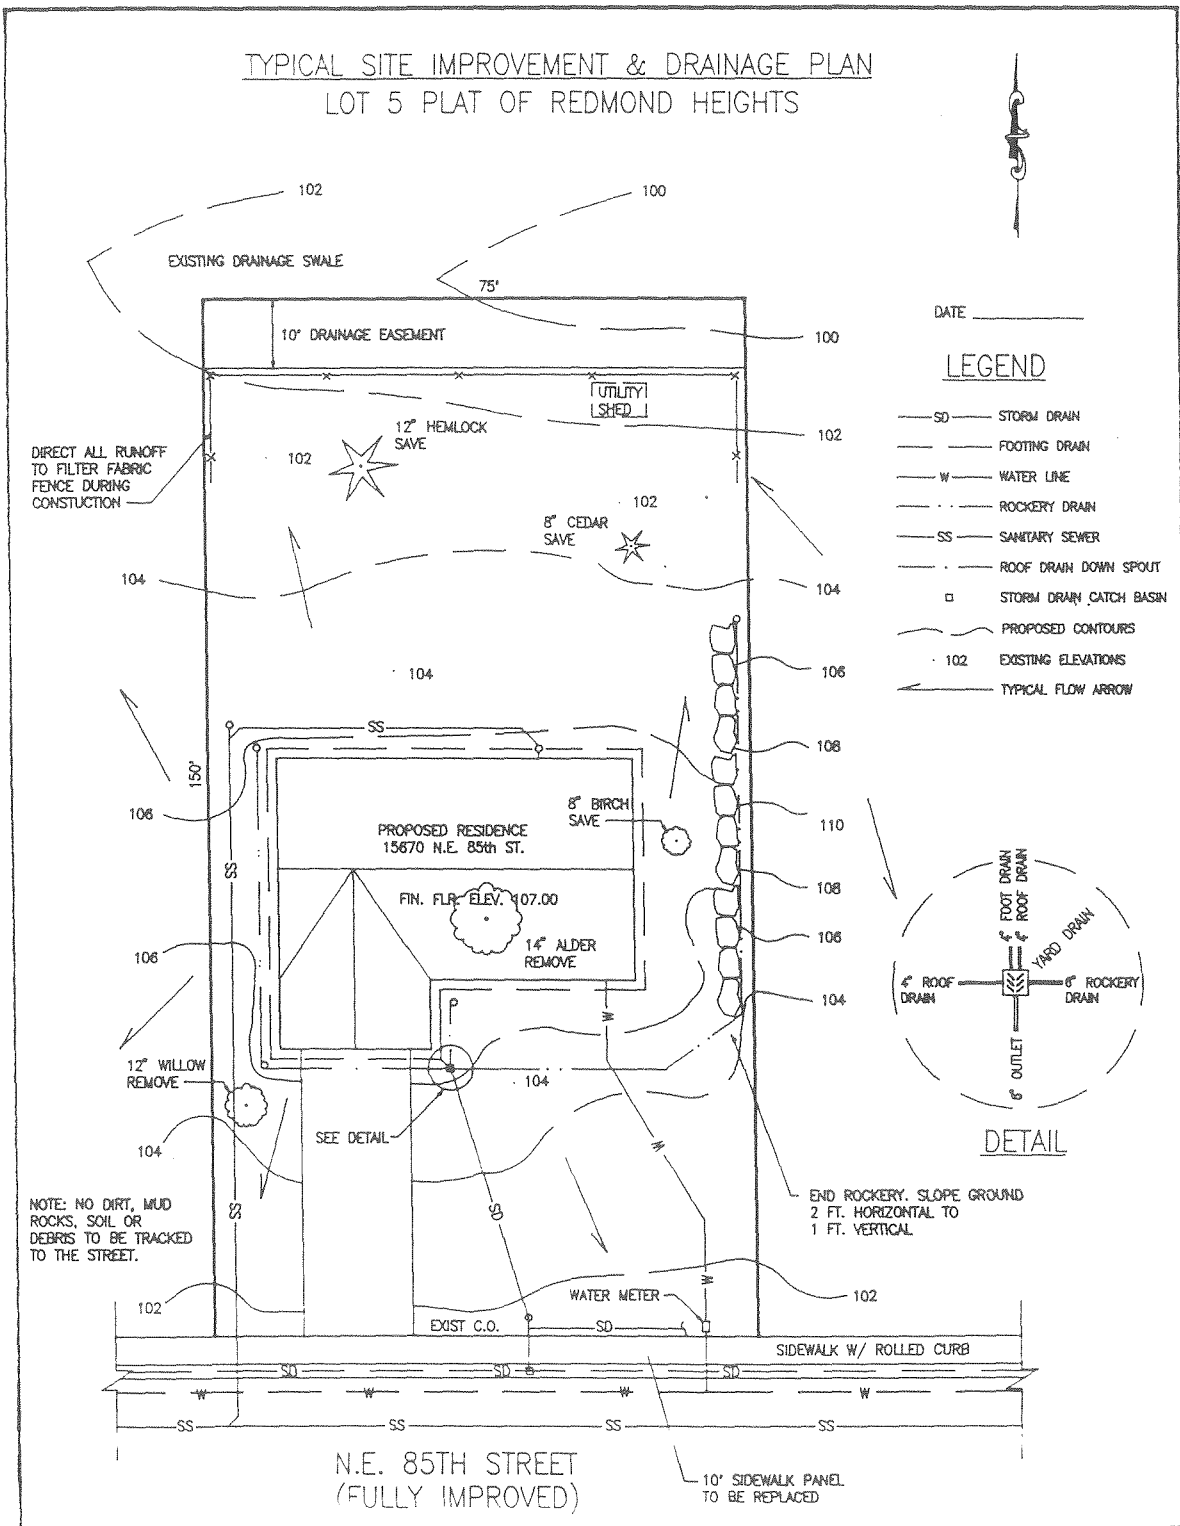 TYPICAL SITE IMPROVEMENT & DRAINAGE PLAN
LOT 5 PLAT OF REDMOND HEIGHTS
102
100
EXISTING DRAINAGE SWALE
75'
10' DRAINAGE EASEMENT
100
DATE
LEGEND
SD STORM DRAIN
FOOTING DRAIN
W WATER LINE
ROCKERY DRAIN
SS SANITARY SEWER
ROOF DRAIN DOWN SPOUT
STORM DRAIN CATCH BASIN
PROPOSED CONTOURS
102 EXISTING ELEVATIONS
TYPICAL FLOW ARROW
UTILITY
SHED
12" HEMLOCK
SAVE
102
102
DIRECT ALL RUNOFF
TO FILTER FABRIC
FENCE DURING
CONSTUCTION
102
8" CEDAR
SAVE
104
104
104
106
SS
108
150'
106
110
8" BIRCH
SAVE
PROPOSED RESIDENCE
15670 N.E. 85th ST.
SS
108
FIN. FLR. ELEV. 107.00
106
14" ALDER
REMOVE
106
104
W
12" WILLOW
REMOVE
104
SEE DETAIL
W
104
4" FOOT DRAIN
4" ROOF DRAIN
YARD DRAIN
4" ROOF
DRAIN
6" ROCKERY
DRAIN
6" OUTLET
DETAIL
END ROCKERY. SLOPE GROUND
2 FT. HORIZONTAL TO
1 FT. VERTICAL
NOTE: NO DIRT, MUD
ROCKS, SOIL OR
DEBRIS TO BE TRACKED
TO THE STREET.
SS
SD
W
102
WATER METER
102
EXIST C.O.
SD
SIDEWALK W/ ROLLED CURB
SD SD SD
W W W W
SS SS SS SS
N.E. 85TH STREET
(FULLY IMPROVED)
10' SIDEWALK PANEL
TO BE REPLACED